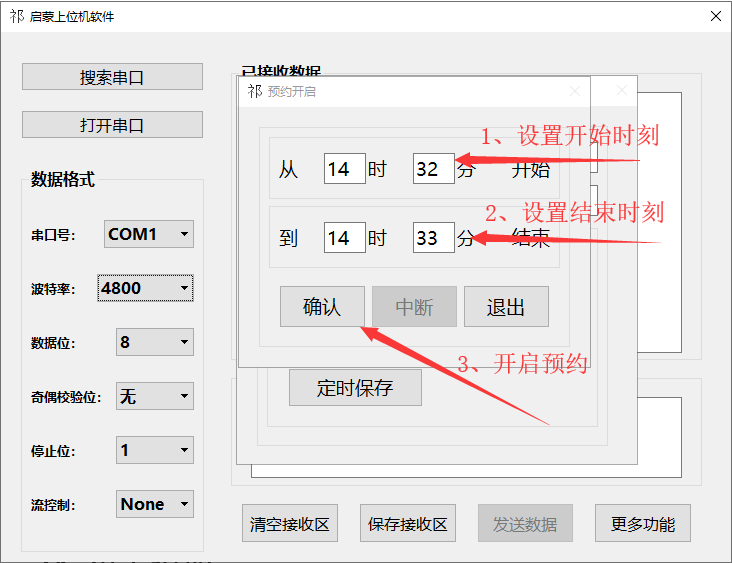 祁 启蒙上位机软件
搜索串口
打开串口
数据格式
串口号： COM1
波特率： 4800
数据位： 8
奇偶校验位： 无
停止位： 1
流控制： None
已接收数据
祁 预约开启
1、设置开始时刻
从 14 时 32 分 开始
2、设置结束时刻
到 14 时 33 分 结束
确认 中断 退出
3、开启预约
定时保存
清空接收区 保存接收区 发送数据 更多功能